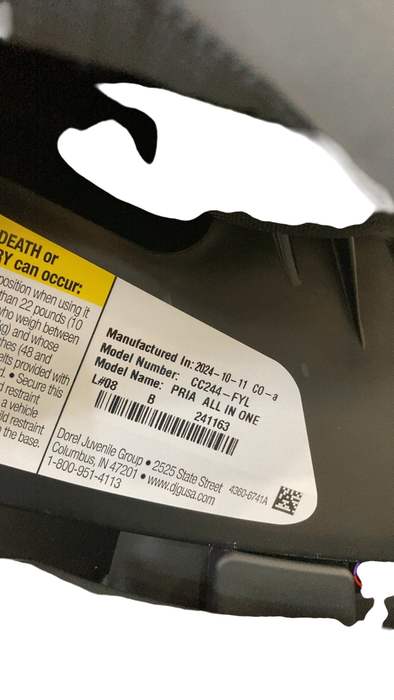 DEATH or
RY can occur:
position when using it
than 22 pounds (10
who weigh between
kg) and whose
ches (48 and
elts provided with
d. • Secure this
d restraint
a vehicle
ild restraint
n the base.
Manufactured In: 2024-10-11 CO-a
Model Number: CC244-FYL
Model Name: PRIA ALL IN ONE
L#08 B 241163
Dorel Juvenile Group • 2525 State Street
Columbus, IN 47201 • www.djgusa.com
1-800-951-4113
4360-6741A